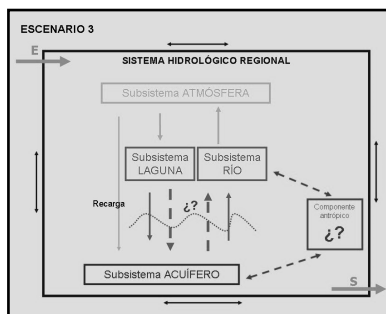 ESCENARIO 3
E
SISTEMA HIDROLÓGICO REGIONAL
Subsistema ATMÓSFERA
Subsistema
LAGUNA
Subsistema
RÍO
Recarga
¿?
Componente
antrópico
¿?
Subsistema ACUÍFERO
S